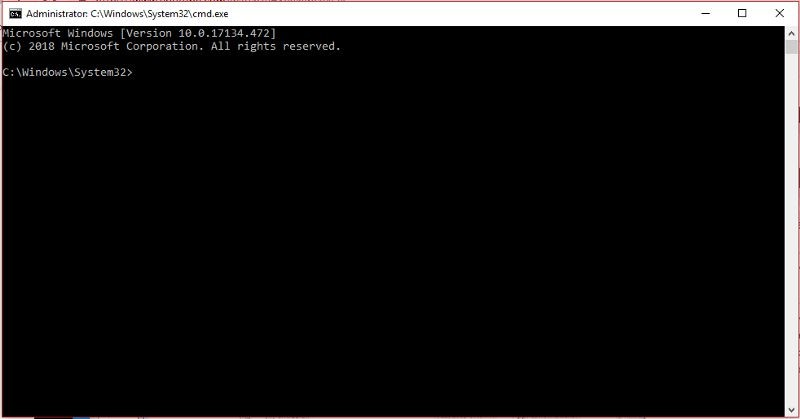 Administrator: C:\Windows\System32\cmd.exe
Microsoft Windows [Version 10.0.17134.472]
(c) 2018 Microsoft Corporation. All rights reserved.
C:\Windows\System32>